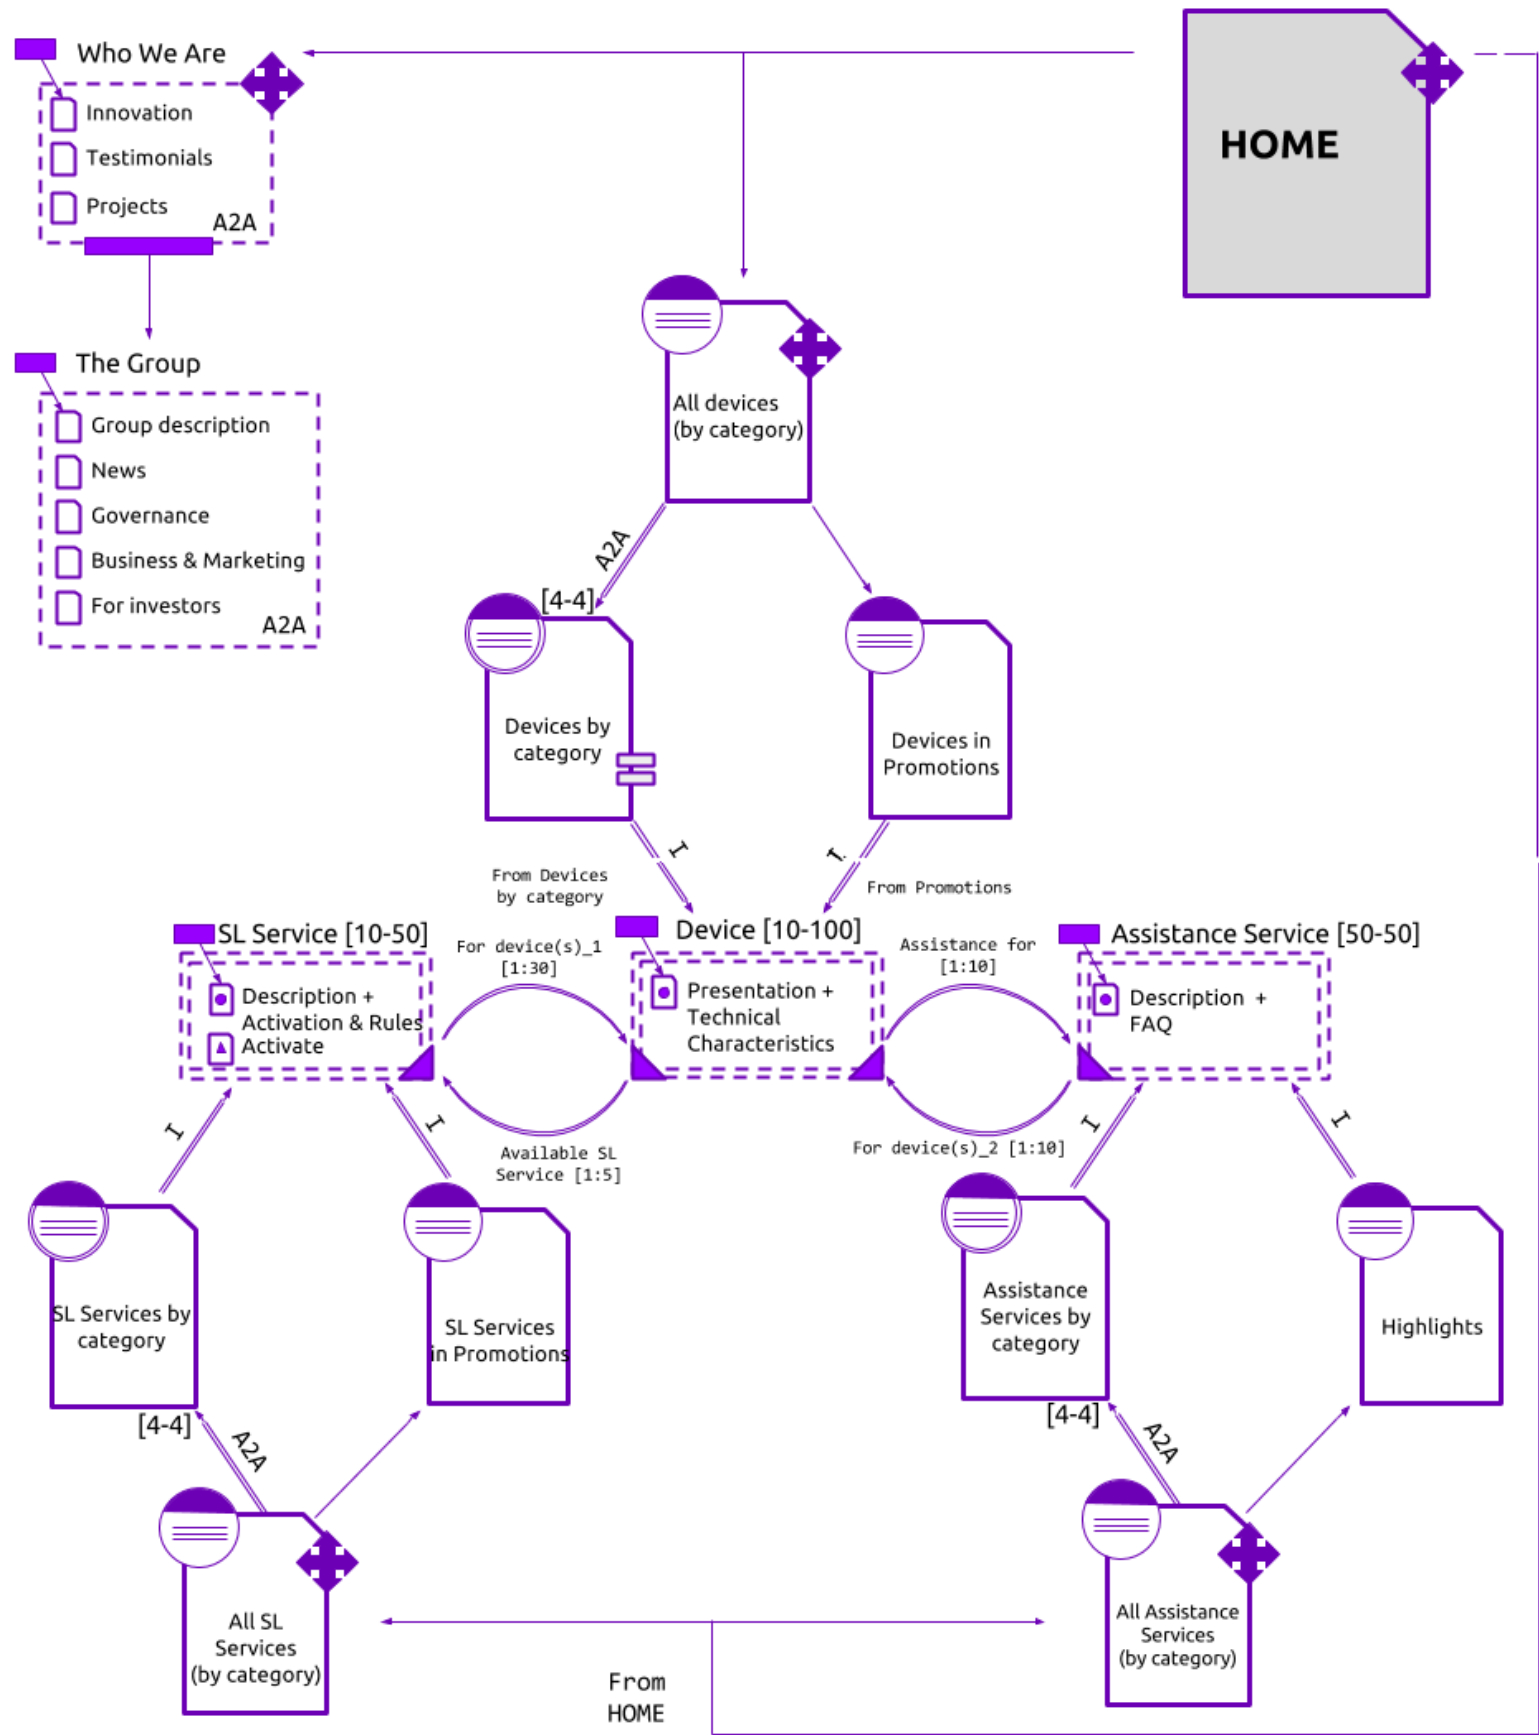 Who We Are
Innovation
Testimonials
Projects
A2A
HOME
The Group
Group description
News
Governance
Business & Marketing
For investors
A2A
All devices
(by category)
A2A
[4-4]
Devices by
category
Devices in
Promotions
I
I
From Devices
by category
From Promotions
SL Service [10-50]
Description +
Activation & Rules
Activate
For device(s)_1
[1:30]
Device [10-100]
Presentation +
Technical
Characteristics
Assistance for
[1:10]
Assistance Service [50-50]
Description +
FAQ
Available SL
Service [1:5]
For device(s)_2 [1:10]
I
I
I
I
SL Services by
category
[4-4]
SL Services
in Promotions
Assistance
Services by
category
[4-4]
Highlights
A2A
A2A
All SL
Services
(by category)
All Assistance
Services
(by category)
From
HOME